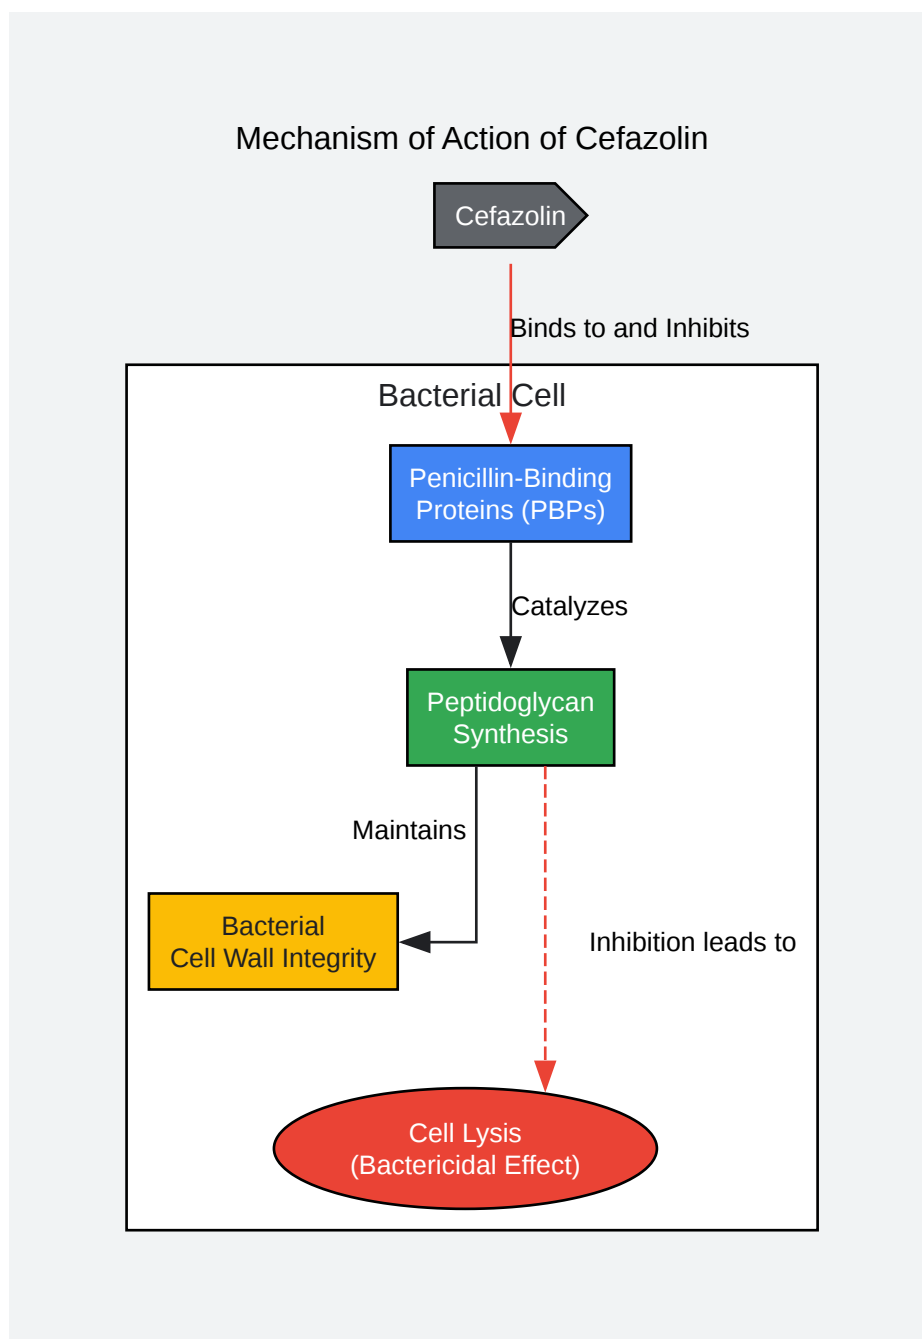 Mechanism of Action of Cefazolin
Cefazolin
Binds to and Inhibits
Bacterial Cell
Penicillin-Binding
Proteins (PBPs)
Catalyzes
Peptidoglycan
Synthesis
Maintains
Bacterial
Cell Wall Integrity
Inhibition leads to
Cell Lysis
(Bactericidal Effect)